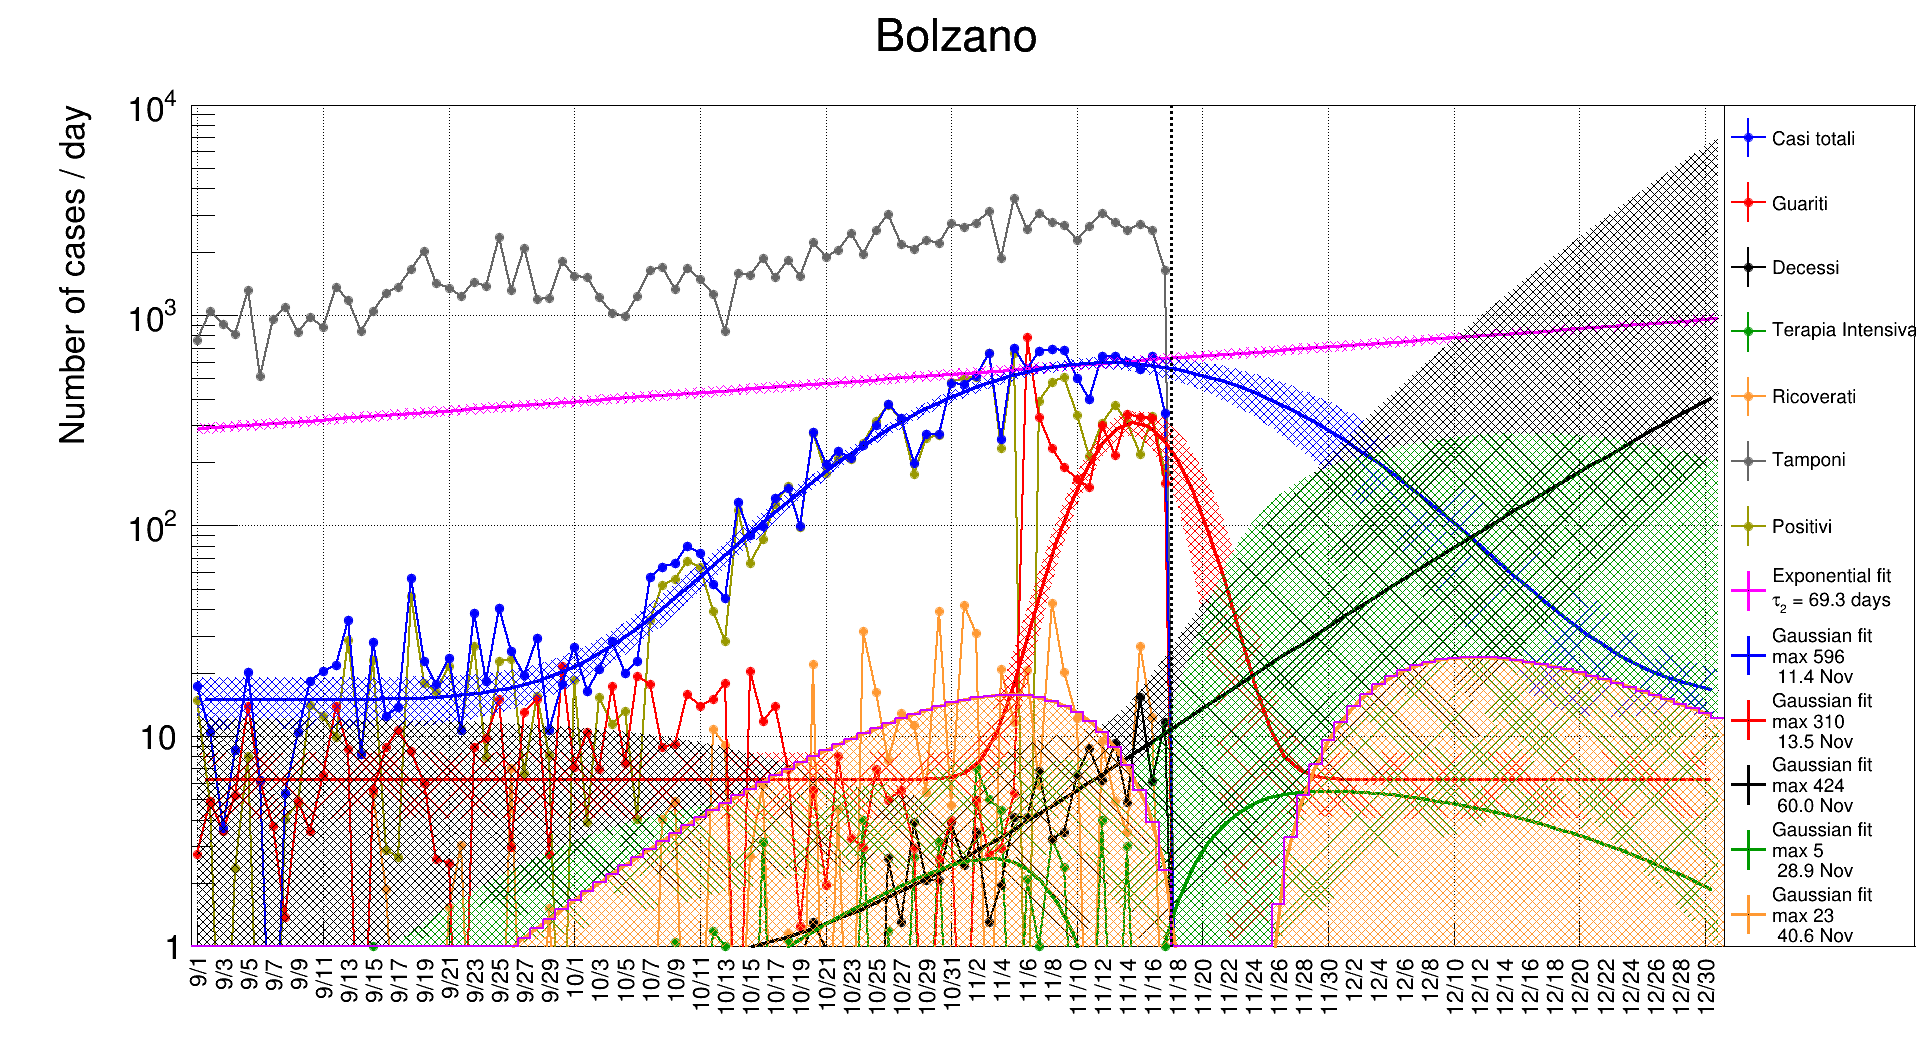 Bolzano
Number of cases / day
10⁴
10³
10²
10
1
9/1
9/3
9/5
9/7
9/9
9/11
9/13
9/15
9/17
9/19
9/21
9/23
9/25
9/27
9/29
10/1
10/3
10/5
10/7
10/9
10/11
10/13
10/15
10/17
10/19
10/21
10/23
10/25
10/27
10/29
10/31
11/2
11/4
11/6
11/8
11/10
11/12
11/14
11/16
11/18
11/20
11/22
11/24
11/26
11/28
11/30
12/2
12/4
12/6
12/8
12/10
12/12
12/14
12/16
12/18
12/20
12/22
12/24
12/26
12/28
12/30
Casi totali
Guariti
Decessi
Terapia Intensiva
Ricoverati
Tamponi
Positivi
Exponential fit
τ₂ = 69.3 days
Gaussian fit
max 596
11.4 Nov
Gaussian fit
max 310
13.5 Nov
Gaussian fit
max 424
60.0 Nov
Gaussian fit
max 5
28.9 Nov
Gaussian fit
max 23
40.6 Nov